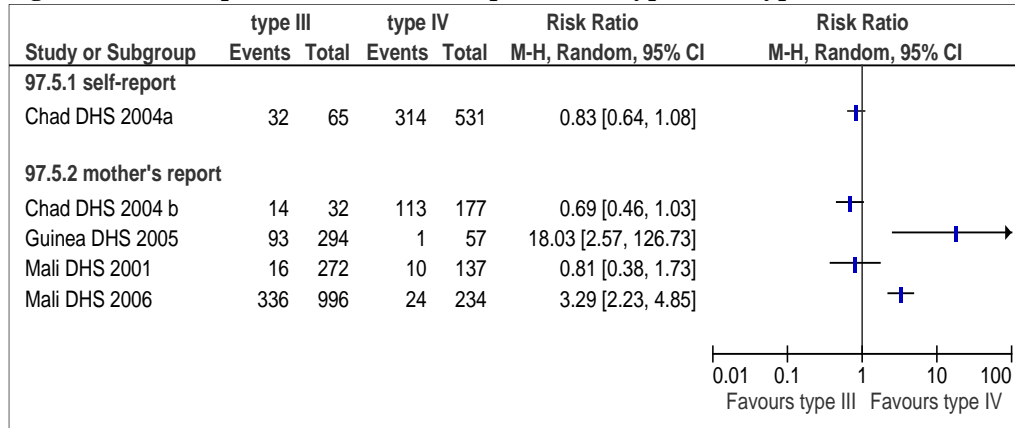 type III type IV Risk Ratio Risk Ratio
Study or Subgroup Events Total Events Total M-H, Random, 95% CI M-H, Random, 95% CI
97.5.1 self-report
Chad DHS 2004a 32 65 314 531 0.83 [0.64, 1.08]
97.5.2 mother's report
Chad DHS 2004 b 14 32 113 177 0.69 [0.46, 1.03]
Guinea DHS 2005 93 294 1 57 18.03 [2.57, 126.73]
Mali DHS 2001 16 272 10 137 0.81 [0.38, 1.73]
Mali DHS 2006 336 996 24 234 3.29 [2.23, 4.85]
0.01 0.1 1 10 100
Favours type III Favours type IV